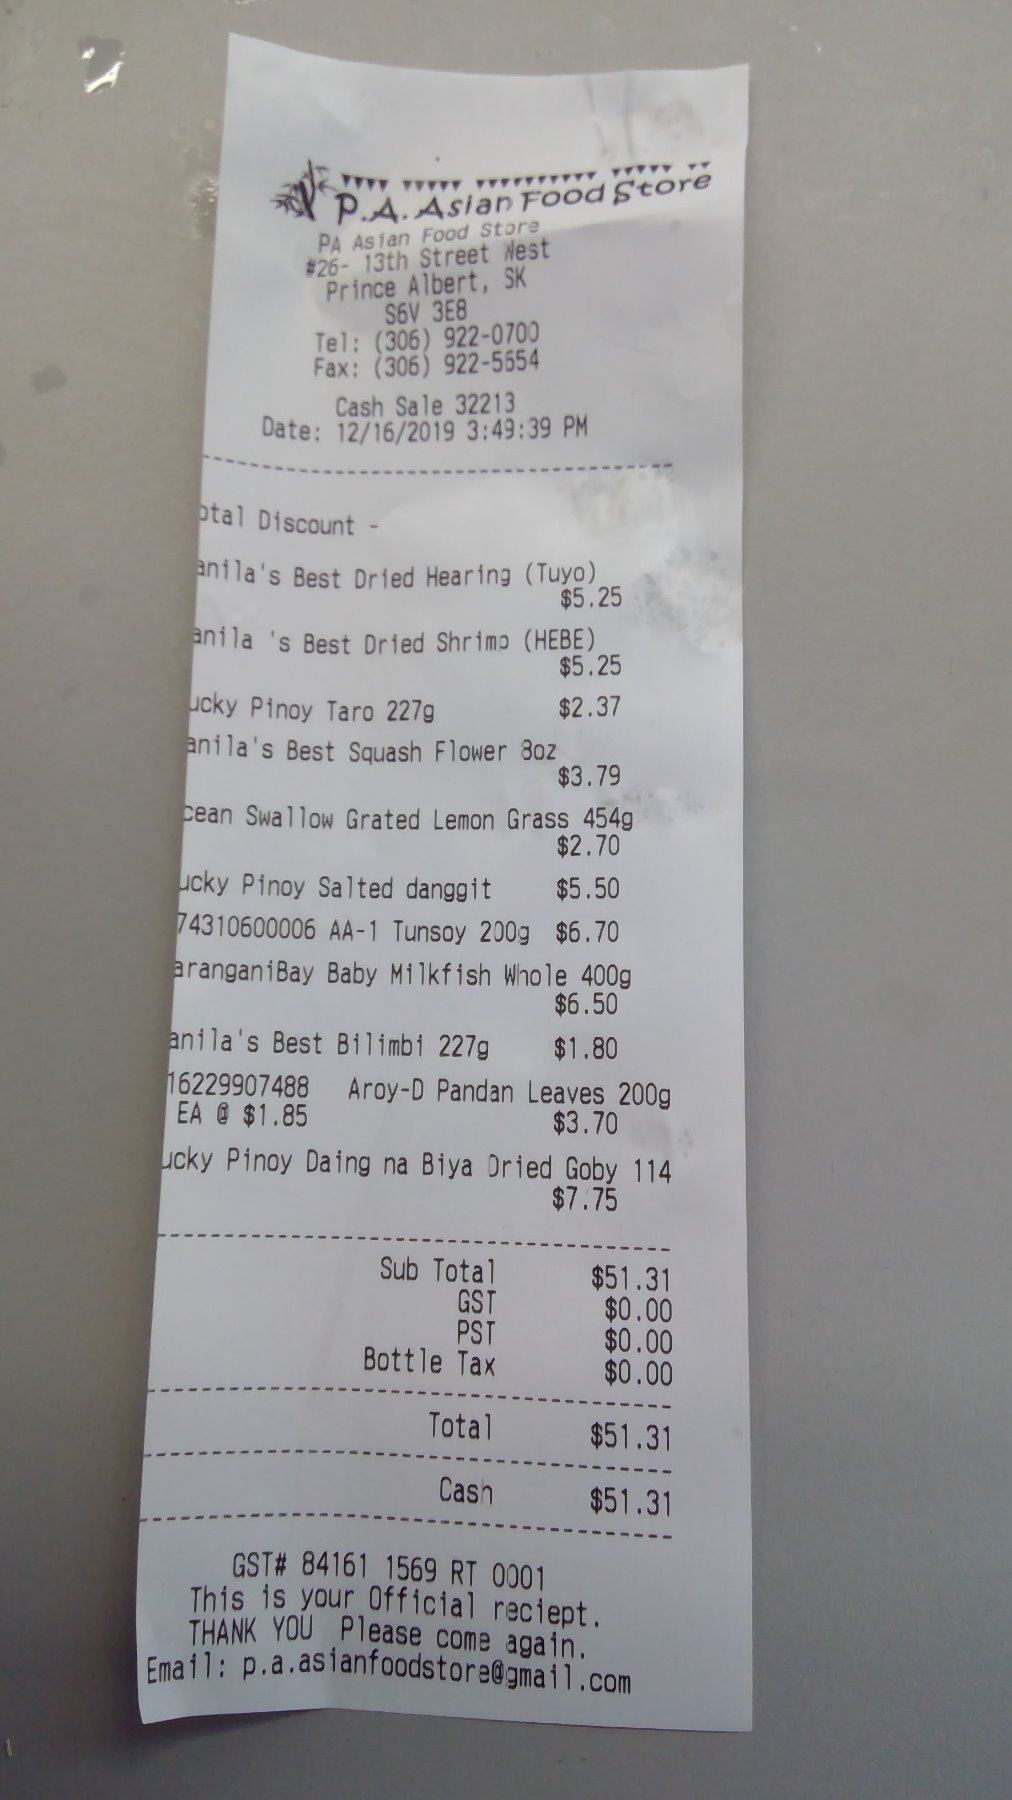 P.A. Asian Food Store
PA Asian Food Store
#26- 13th Street West
Prince Albert, SK
S6V 3E8
Tel: (306) 922-0700
Fax: (306) 922-5654
Cash Sale 32213
Date: 12/16/2019 3:49:39 PM
otal Discount -
anila's Best Dried Hearing (Tuyo)
$5.25
anila 's Best Dried Shrimp (HEBE)
$5.25
ucky Pinoy Taro 227g $2.37
anila's Best Squash Flower 8oz
$3.79
cean Swallow Grated Lemon Grass 454g
$2.70
ucky Pinoy Salted danggit $5.50
74310600006 AA-1 Tunsoy 200g $6.70
aranganiBay Baby Milkfish Whole 400g
$6.50
anila's Best Bilimbi 227g $1.80
16229907488 Aroy-D Pandan Leaves 200g
EA @ $1.85 $3.70
ucky Pinoy Daing na Biya Dried Goby 114
$7.75
Sub Total $51.31
GST $0.00
PST $0.00
Bottle Tax $0.00
Total $51.31
Cash $51.31
GST# 84161 1569 RT 0001
This is your Official reciept.
THANK YOU Please come again.
Email: p.a.asianfoodstore@gmail.com